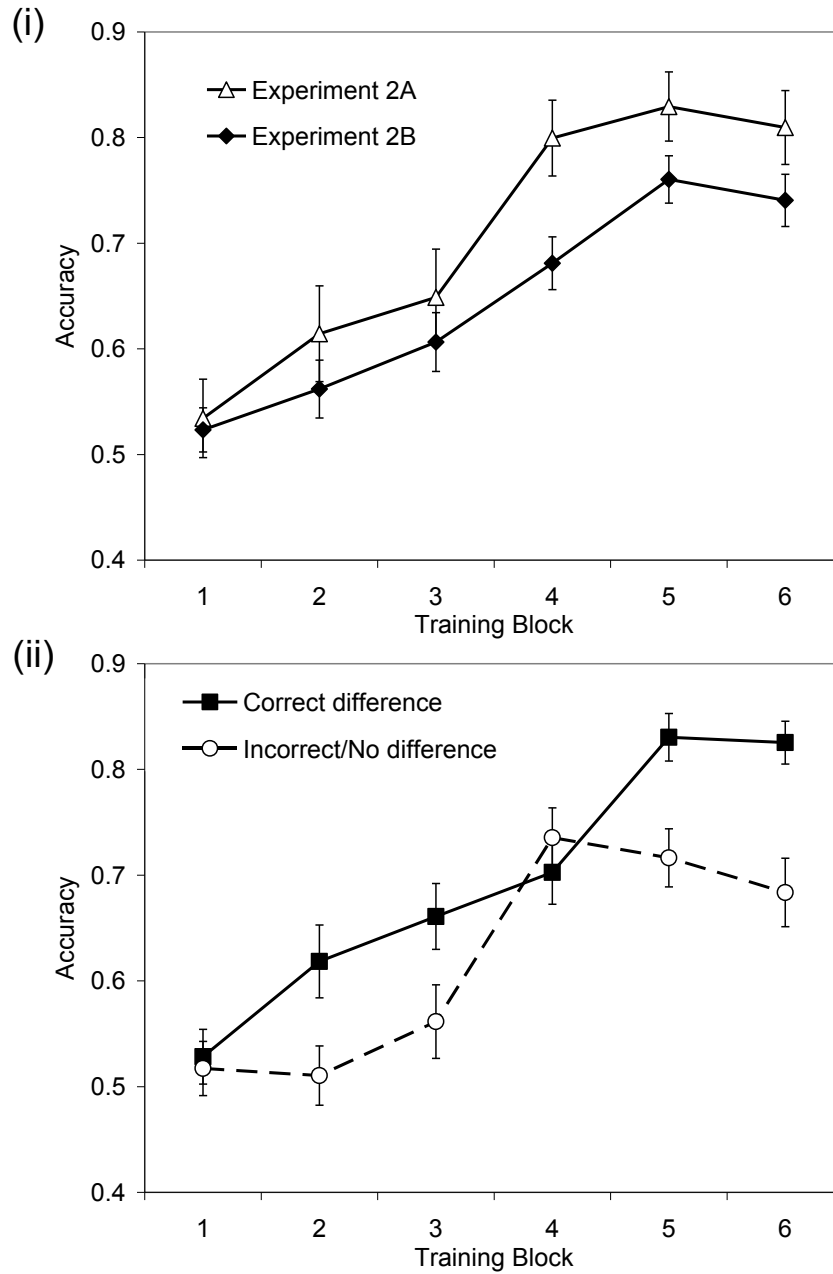 (i)
0.9
0.8
0.7
0.6
0.5
0.4
Accuracy
Experiment 2A
Experiment 2B
1 2 3 4 5 6
Training Block
(ii)
0.9
0.8
0.7
0.6
0.5
0.4
Accuracy
Correct difference
Incorrect/No difference
1 2 3 4 5 6
Training Block